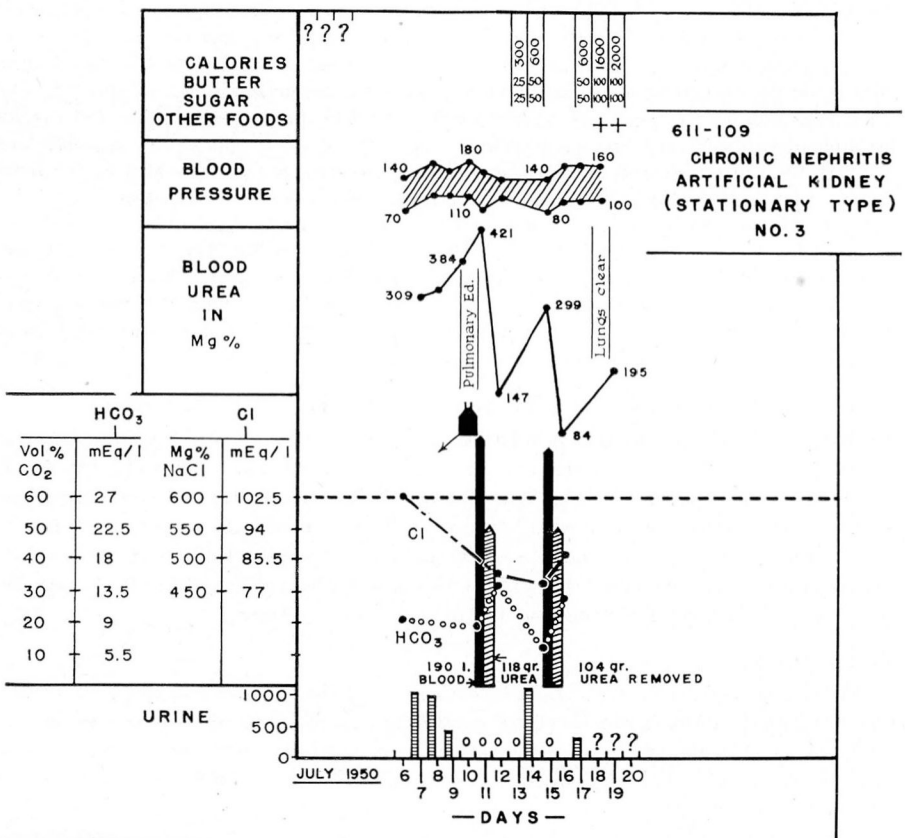 ? ? ?
CALORIES
BUTTER
SUGAR
OTHER FOODS
300 600 600 1600 2000
25 50 50 100 100
25 50 50 100 100
+ +
611-109
CHRONIC NEPHRITIS
ARTIFICIAL KIDNEY
(STATIONARY TYPE)
NO. 3
BLOOD
PRESSURE
140 180 140 160
70 110 80 100
BLOOD
UREA
IN
Mg%
309 384 421 147 299 84 195
Pulmonary Ed.
Lungs clear
HCO3 Cl
Vol% mEq/l Mg% mEq/l
CO2 NaCl
60 27 600 102.5
50 22.5 550 94
40 18 500 85.5
30 13.5 450 77
20 9
10 5.5
Cl
HCO3
190 l. 118 gr. 104 gr.
BLOOD UREA UREA REMOVED
URINE
1000
500
0
0 0 0 0 0 ? ? ?
JULY 1950
6 8 10 12 14 16 18 20
7 9 11 13 15 17 19
— DAYS —